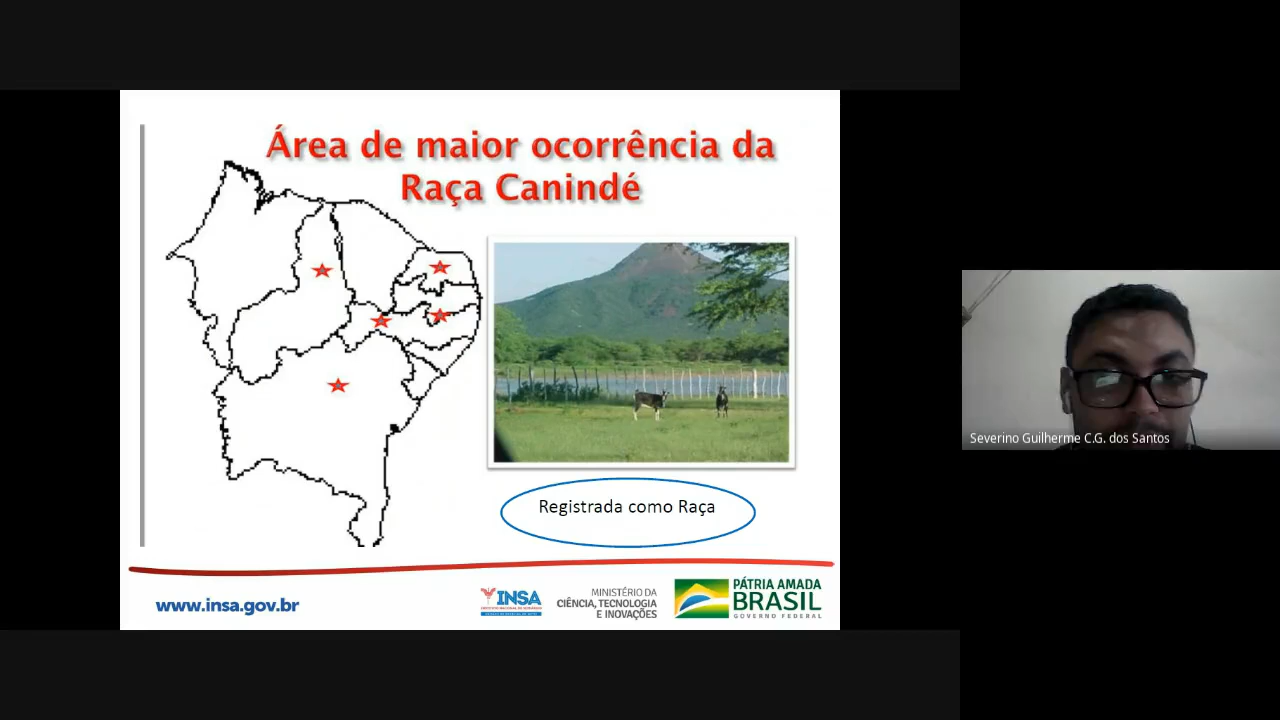 Área de maior ocorrência da
Raça Canindé
Registrada como Raça
Severino Guilherme C.G. dos Santos
www.insa.gov.br
INSA
MINISTÉRIO DA
CIÊNCIA, TECNOLOGIA
E INOVAÇÕES
PÁTRIA AMADA
BRASIL
GOVERNO FEDERAL